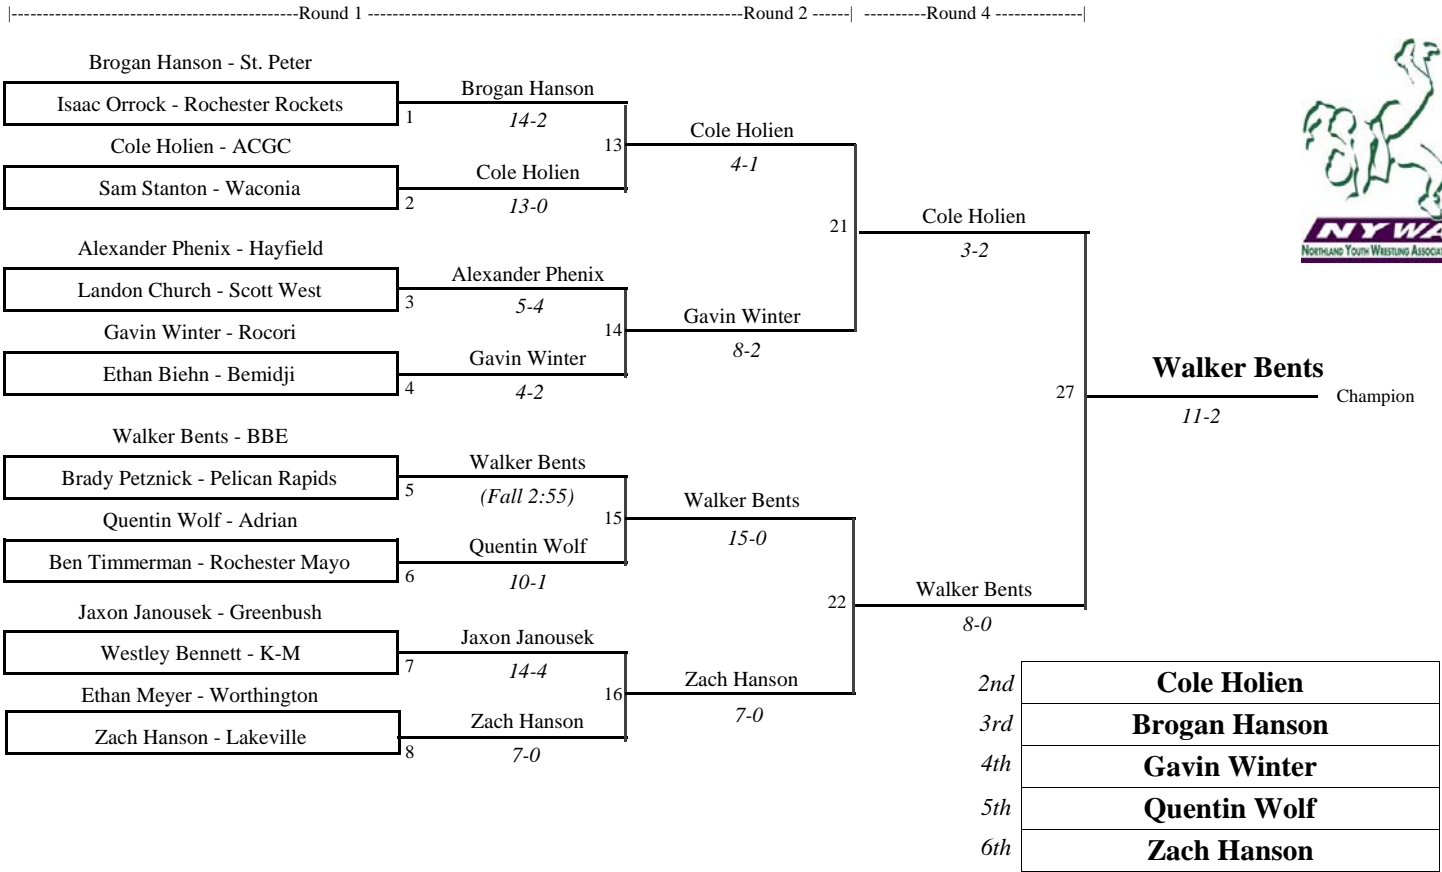 |----------------------------------------------Round 1 -------------------------------------------------------------Round 2 ------| ----------Round 4 --------------|
Brogan Hanson - St. Peter
Isaac Orrock - Rochester Rockets
1
Brogan Hanson
14-2
Cole Holien - ACGC
Sam Stanton - Waconia
2
Cole Holien
13-0
13
Cole Holien
4-1
Alexander Phenix - Hayfield
Landon Church - Scott West
3
Alexander Phenix
5-4
Gavin Winter - Rocori
Ethan Biehn - Bemidji
4
Gavin Winter
4-2
14
Gavin Winter
8-2
21
Cole Holien
3-2
Walker Bents - BBE
Brady Petznick - Pelican Rapids
5
Walker Bents
(Fall 2:55)
Quentin Wolf - Adrian
Ben Timmerman - Rochester Mayo
6
Quentin Wolf
10-1
15
Walker Bents
15-0
Jaxon Janousek - Greenbush
Westley Bennett - K-M
7
Jaxon Janousek
14-4
Ethan Meyer - Worthington
Zach Hanson - Lakeville
8
Zach Hanson
7-0
16
Zach Hanson
7-0
22
Walker Bents
8-0
27
Walker Bents
Champion
11-2
NYWA
NORTHLAND YOUTH WRESTLING ASSOCIAT
2nd Cole Holien
3rd Brogan Hanson
4th Gavin Winter
5th Quentin Wolf
6th Zach Hanson